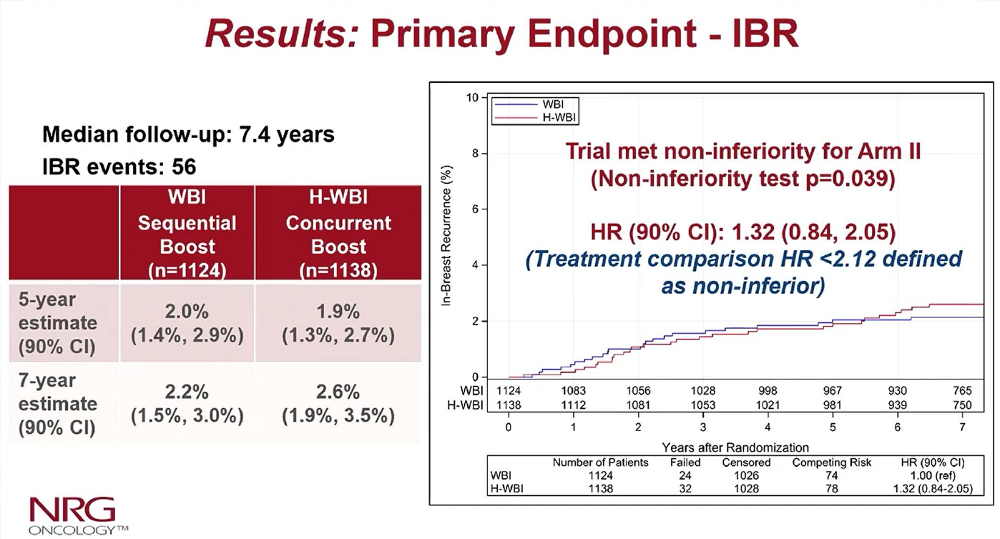 Results: Primary Endpoint - IBR
Median follow-up: 7.4 years
IBR events: 56
WBI
Sequential
Boost
(n=1124)
H-WBI
Concurrent
Boost
(n=1138)
5-year
estimate
(90% CI)
2.0%
(1.4%, 2.9%)
1.9%
(1.3%, 2.7%)
7-year
estimate
(90% CI)
2.2%
(1.5%, 3.0%)
2.6%
(1.9%, 3.5%)
NRG
ONCOLOGY™
WBI
H-WBI
Trial met non-inferiority for Arm II
(Non-inferiority test p=0.039)
HR (90% CI): 1.32 (0.84, 2.05)
(Treatment comparison HR <2.12 defined
as non-inferior)
In-Breast Recurrence (%)
10
8
6
4
2
0
WBI 1124 1083 1056 1028 998 967 930 765
H-WBI 1138 1112 1081 1053 1021 981 939 750
0 1 2 3 4 5 6 7
Years after Randomization
Number of Patients Failed Censored Competing Risk HR (90% CI)
WBI 1124 24 1026 74 1.00 (ref)
H-WBI 1138 32 1028 78 1.32 (0.84-2.05)